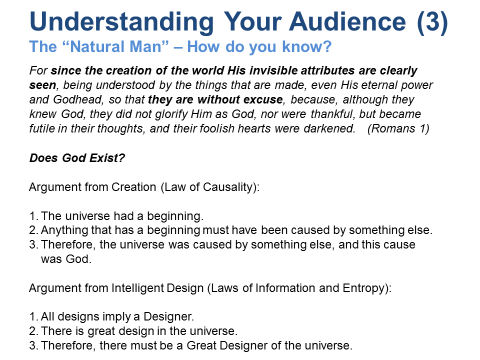 Understanding Your Audience (3)
The “Natural Man” – How do you know?
For since the creation of the world His invisible attributes are clearly
seen, being understood by the things that are made, even His eternal power
and Godhead, so that they are without excuse, because, although they
knew God, they did not glorify Him as God, nor were thankful, but became
futile in their thoughts, and their foolish hearts were darkened. (Romans 1)
Does God Exist?
Argument from Creation (Law of Causality):
1. The universe had a beginning.
2. Anything that has a beginning must have been caused by something else.
3. Therefore, the universe was caused by something else, and this cause
was God.
Argument from Intelligent Design (Laws of Information and Entropy):
1. All designs imply a Designer.
2. There is great design in the universe.
3. Therefore, there must be a Great Designer of the universe.